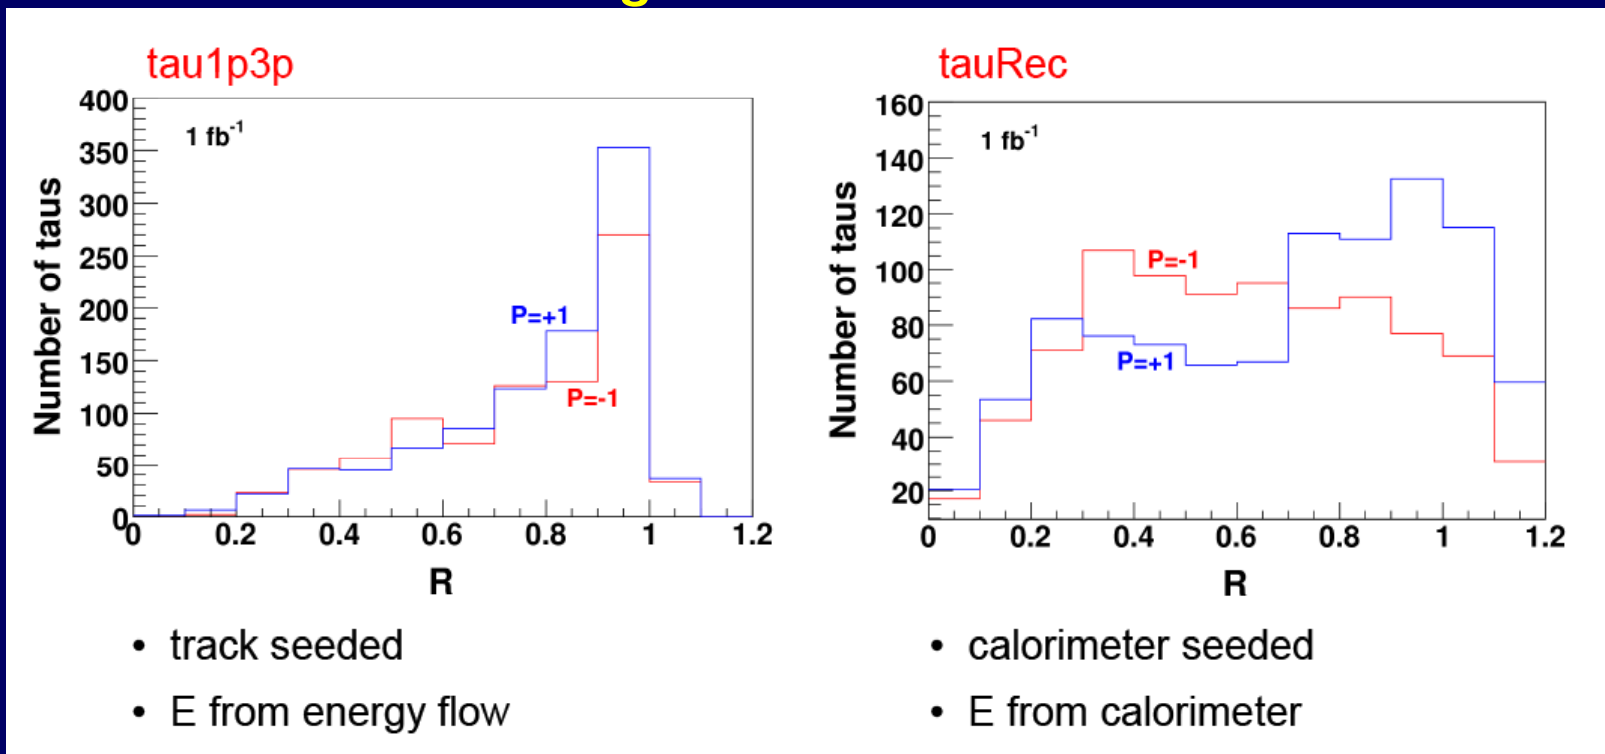 tau1p3p
400
350
300
250
200
150
100
50
0
1 fb-1
P=+1
P=-1
Number of taus
0 0.2 0.4 0.6 0.8 1 1.2
R
• track seeded
• E from energy flow
tauRec
160
140
120
100
80
60
40
20
1 fb-1
P=-1
P=+1
Number of taus
0 0.2 0.4 0.6 0.8 1 1.2
R
• calorimeter seeded
• E from calorimeter